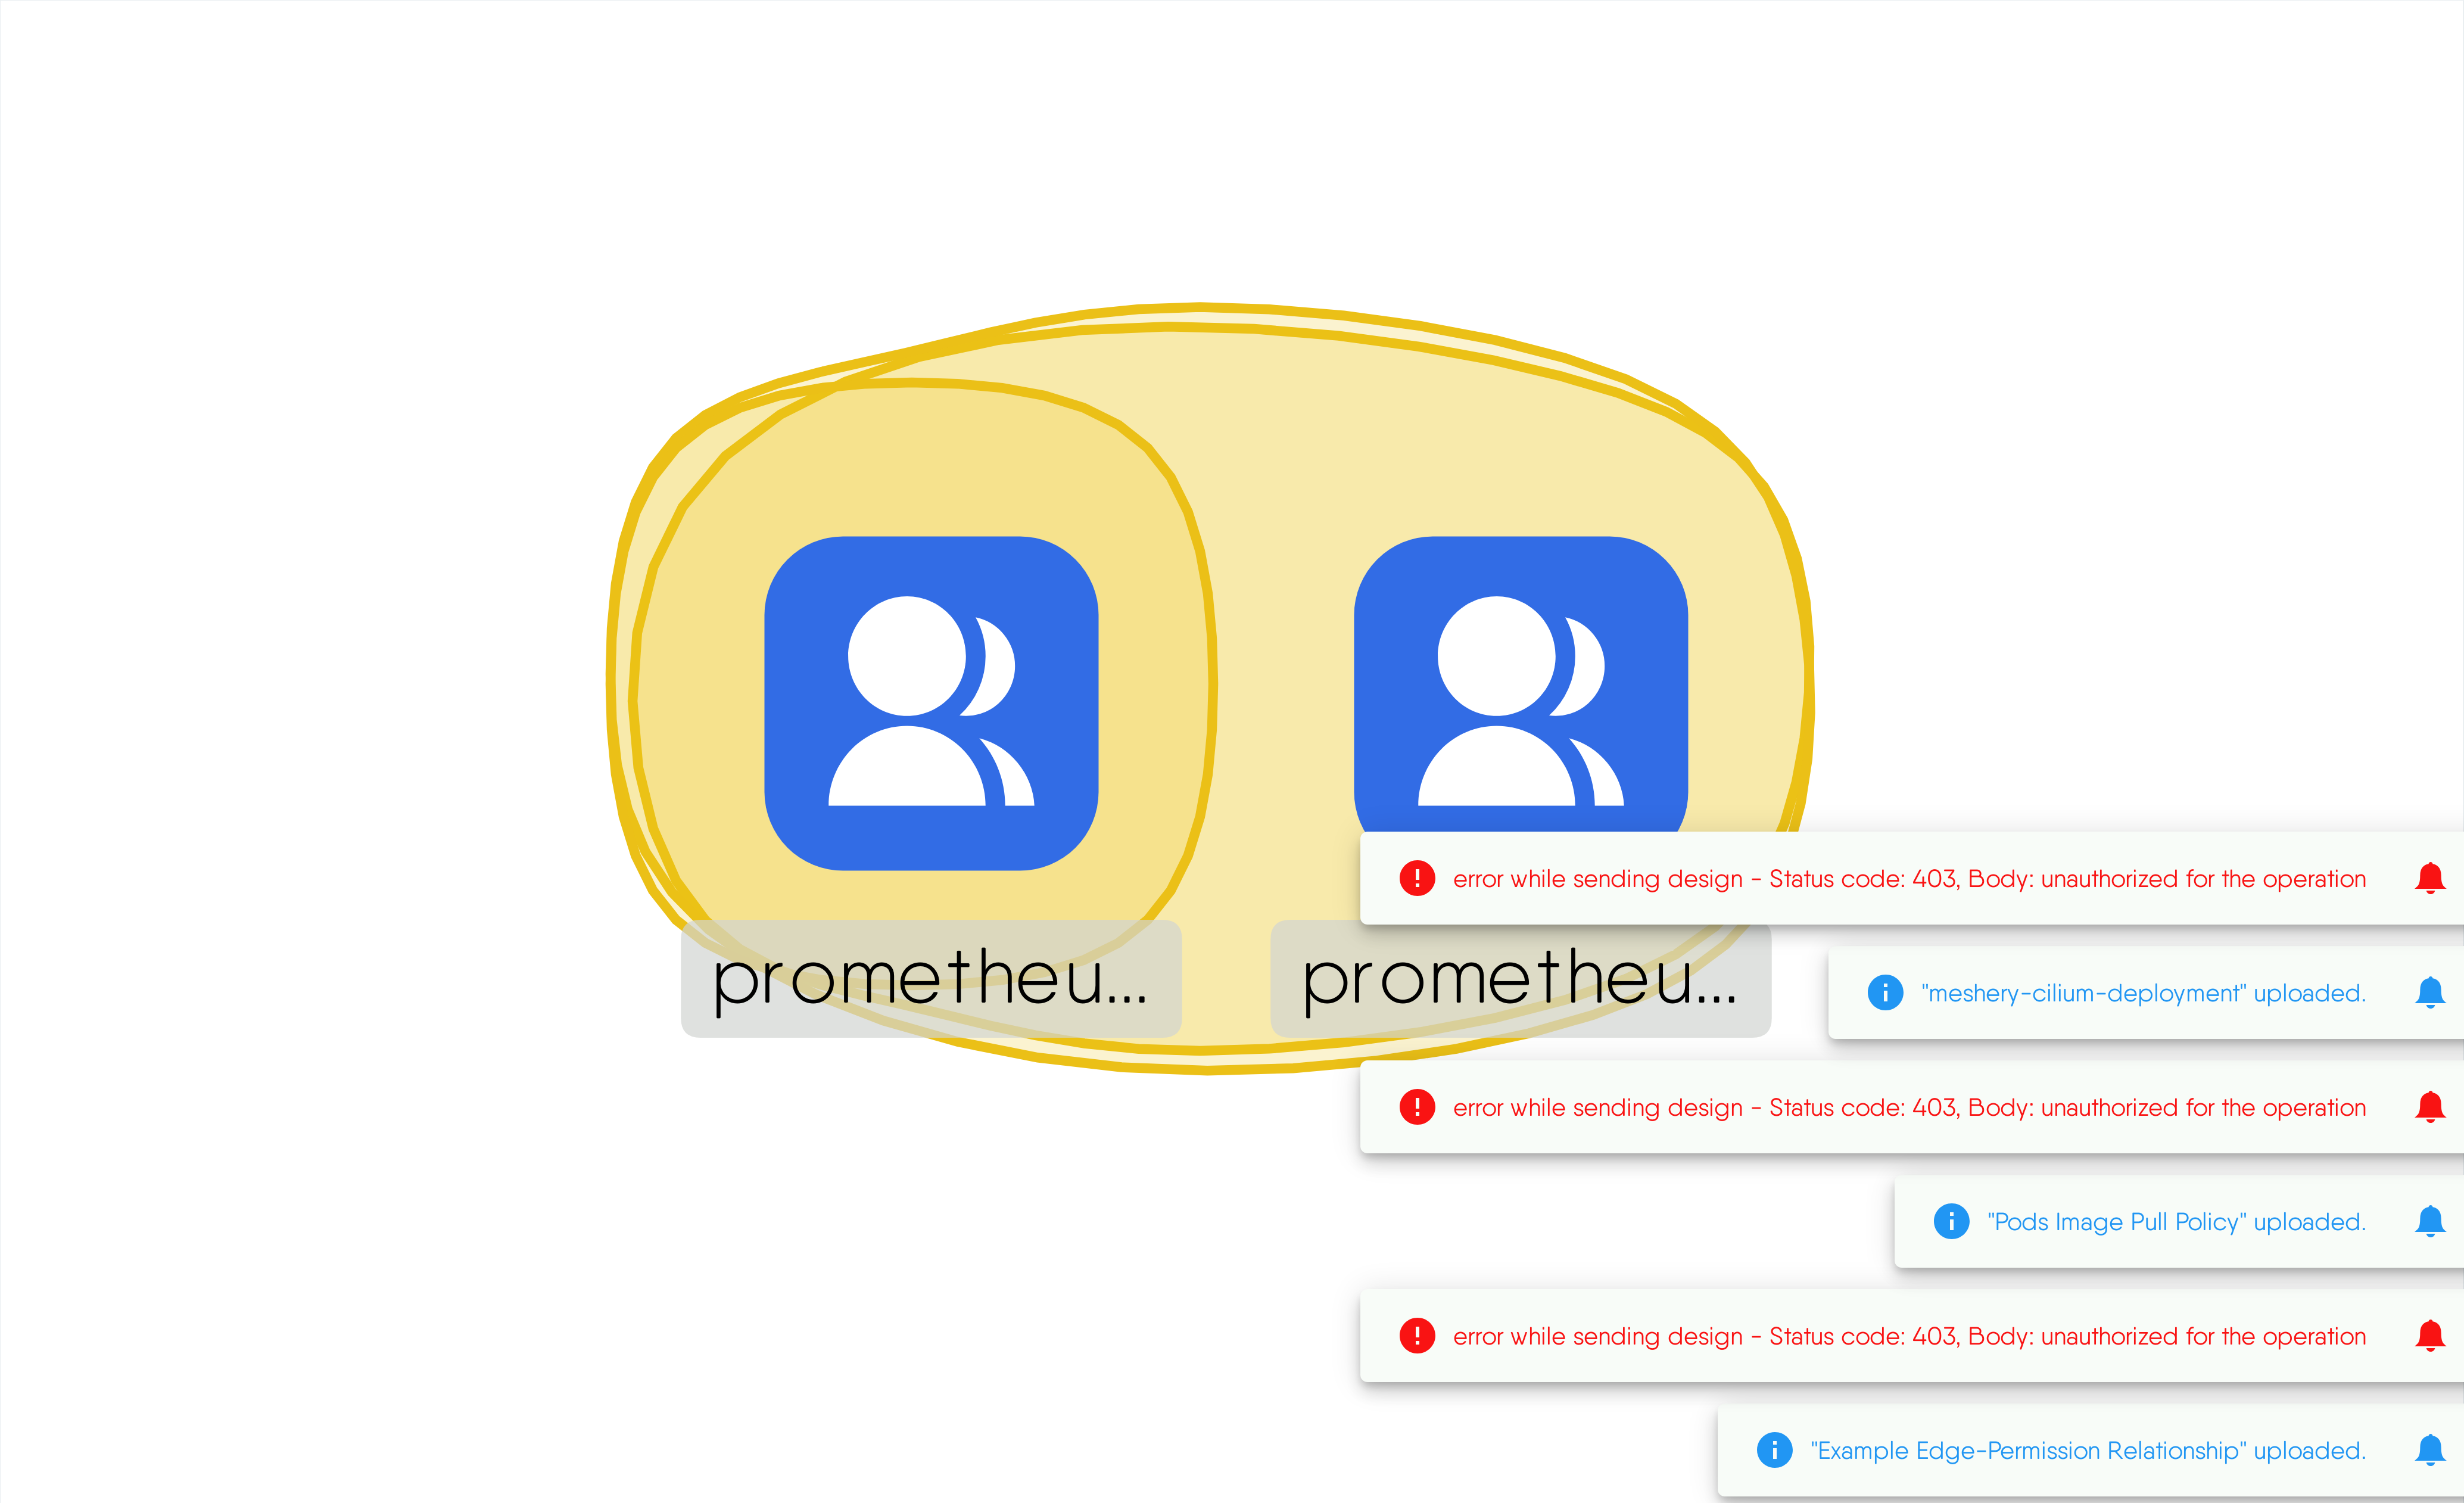 error while sending design - Status code: 403, Body: unauthorized for the operation
prometheu...
prometheu...
"meshery-cilium-deployment" uploaded.
error while sending design - Status code: 403, Body: unauthorized for the operation
"Pods Image Pull Policy" uploaded.
error while sending design - Status code: 403, Body: unauthorized for the operation
"Example Edge-Permission Relationship" uploaded.